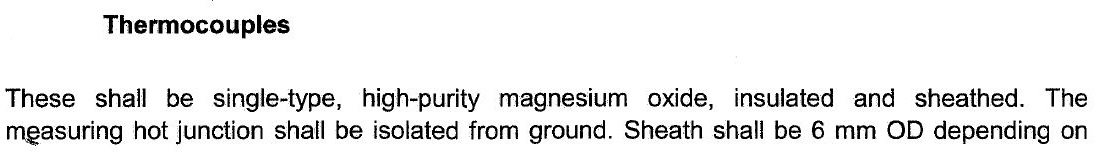 Thermocouples
These shall be single-type, high-purity magnesium oxide, insulated and sheathed. The
measuring hot junction shall be isolated from ground. Sheath shall be 6 mm OD depending on